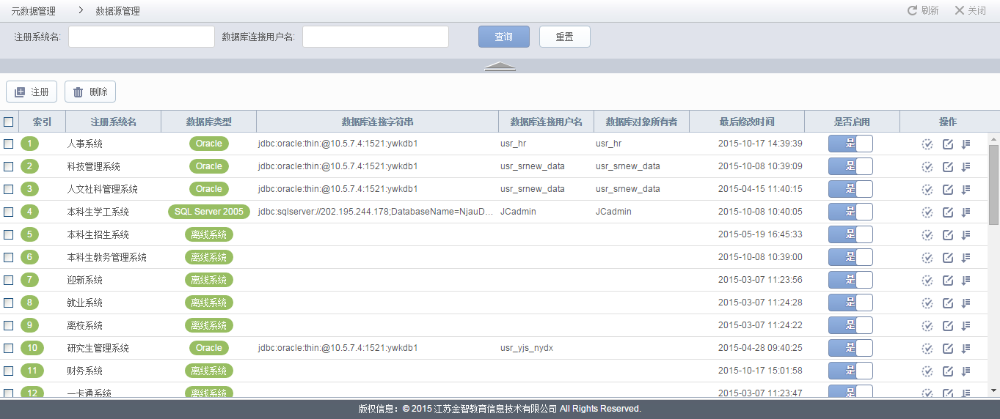 元数据管理 > 数据源管理 刷新 关闭
注册系统名: 数据库连接用户名: 查询 重置
注册 删除
索引 注册系统名 数据库类型 数据库连接字符串 数据库连接用户名 数据库对象所有者 最后修改时间 是否启用 操作
1 人事系统 Oracle jdbc:oracle:thin:@10.5.7.4:1521:ywkdb1 usr_hr usr_hr 2015-10-17 14:39:39 是
2 科技管理系统 Oracle jdbc:oracle:thin:@10.5.7.4:1521:ywkdb1 usr_srnew_data usr_srnew_data 2015-10-08 10:39:09 是
3 人文社科管理系统 Oracle jdbc:oracle:thin:@10.5.7.4:1521:ywkdb1 usr_srnew_data usr_srnew_data 2015-04-15 11:40:15 是
4 本科生学工系统 SQL Server 2005 jdbc:sqlserver://202.195.244.178;DatabaseName=NjauD... JCadmin JCadmin 2015-10-08 10:40:05 是
5 本科生招生系统 离线系统 2015-05-19 16:45:33 是
6 本科生教务管理系统 离线系统 2015-10-08 10:39:00 是
7 迎新系统 离线系统 2015-03-07 11:23:56 是
8 就业系统 离线系统 2015-03-07 11:24:28 是
9 离校系统 离线系统 2015-03-07 11:24:22 是
10 研究生管理系统 Oracle jdbc:oracle:thin:@10.5.7.4:1521:ywkdb1 usr_yjs_nydx 2015-04-28 09:40:25 是
11 财务系统 离线系统 2015-10-17 15:01:58 是
12 一卡通系统 离线系统 2015-03-07 11:23:47 是
版权信息：© 2015 江苏金智教育信息技术有限公司 All Rights Reserved.